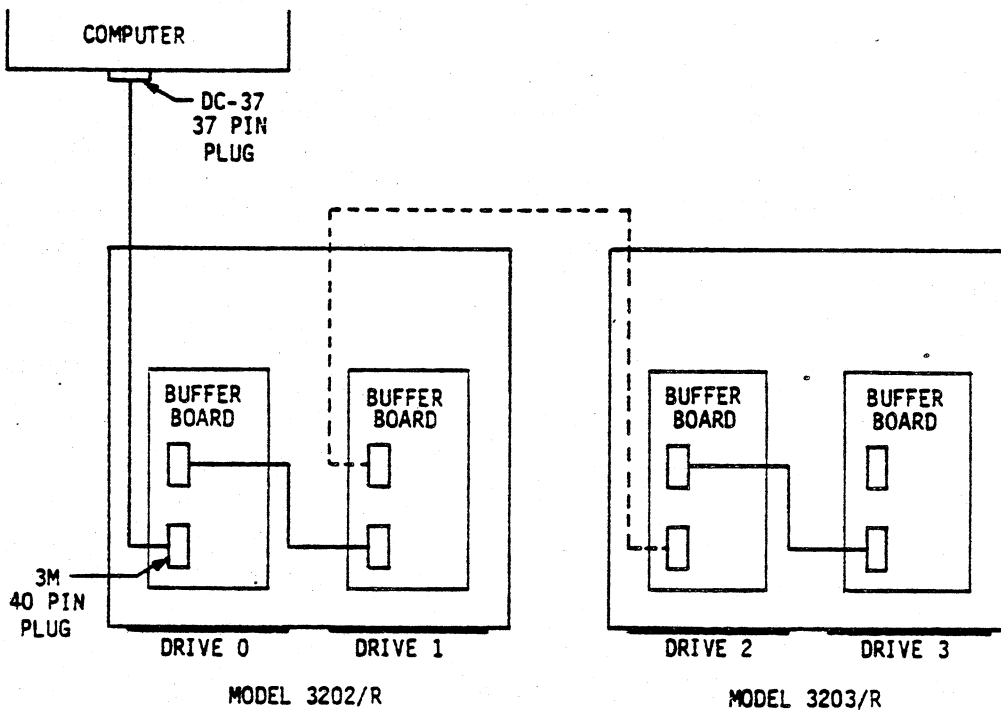 COMPUTER
DC-37
37 PIN
PLUG
BUFFER
BOARD
BUFFER
BOARD
BUFFER
BOARD
BUFFER
BOARD
3M
40 PIN
PLUG
DRIVE 0
DRIVE 1
DRIVE 2
DRIVE 3
MODEL 3202/R
MODEL 3203/R